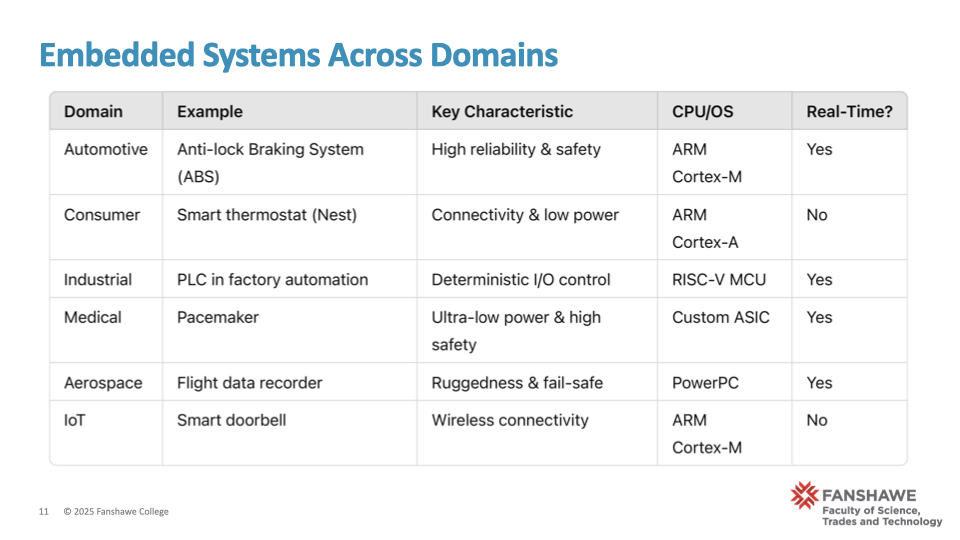 Embedded Systems Across Domains
Domain Example Key Characteristic CPU/OS Real-Time?
Automotive Anti-lock Braking System (ABS) High reliability & safety ARM Cortex-M Yes
Consumer Smart thermostat (Nest) Connectivity & low power ARM Cortex-A No
Industrial PLC in factory automation Deterministic I/O control RISC-V MCU Yes
Medical Pacemaker Ultra-low power & high safety Custom ASIC Yes
Aerospace Flight data recorder Ruggedness & fail-safe PowerPC Yes
IoT Smart doorbell Wireless connectivity ARM Cortex-M No
11 © 2025 Fanshawe College
FANSHAWE
Faculty of Science,
Trades and Technology